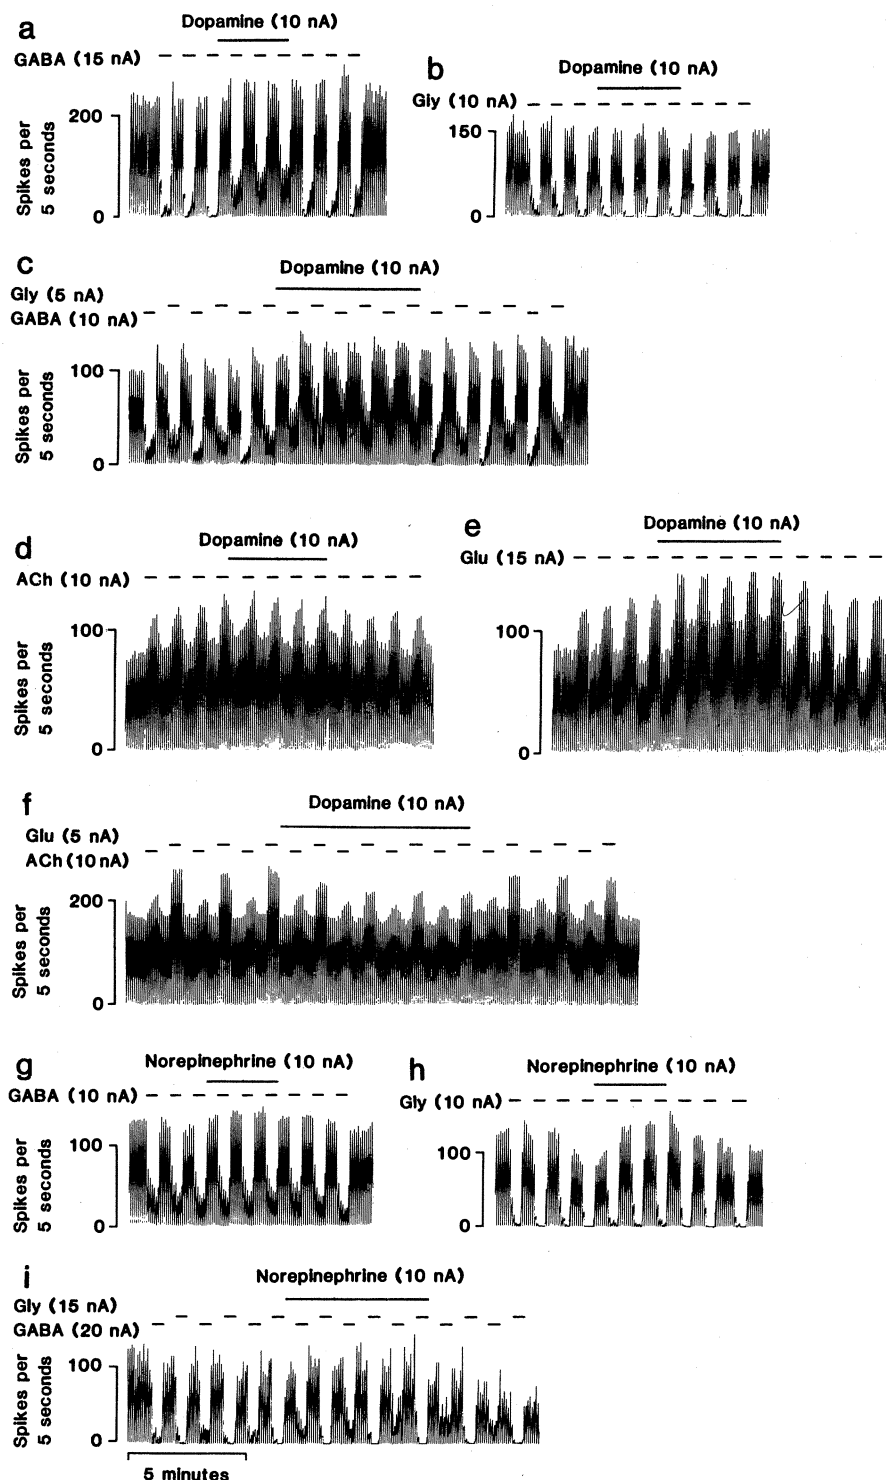 a
Dopamine (10 nA)
GABA (15 nA)
200
0
Spikes per
5 seconds
b
Dopamine (10 nA)
Gly (10 nA)
150
0
c
Dopamine (10 nA)
Gly (5 nA)
GABA (10 nA)
100
0
Spikes per
5 seconds
d
Dopamine (10 nA)
ACh (10 nA)
100
0
Spikes per
5 seconds
e
Dopamine (10 nA)
Glu (15 nA)
100
0
f
Dopamine (10 nA)
Glu (5 nA)
ACh (10 nA)
200
0
Spikes per
5 seconds
g
Norepinephrine (10 nA)
GABA (10 nA)
100
0
Spikes per
5 seconds
h
Norepinephrine (10 nA)
Gly (10 nA)
100
0
i
Norepinephrine (10 nA)
Gly (15 nA)
GABA (20 nA)
100
0
Spikes per
5 seconds
5 minutes